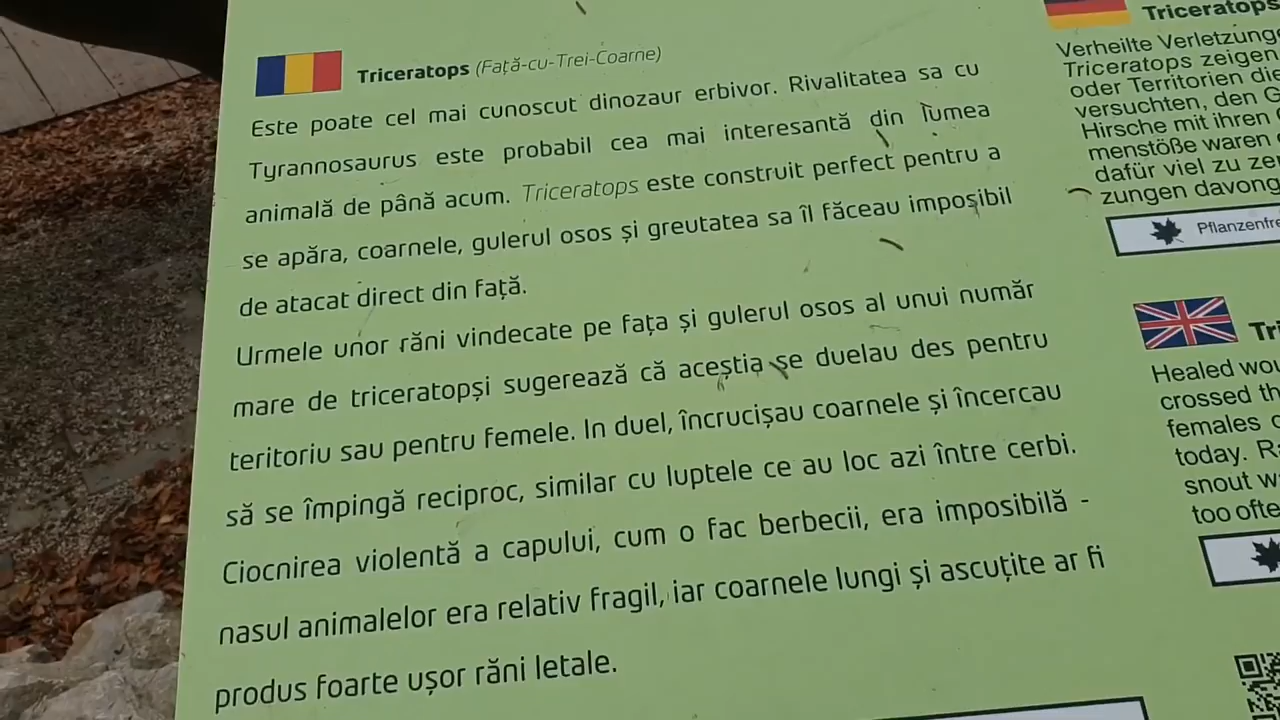 Triceratops (Față-cu-Trei-Coarne)
Este poate cel mai cunoscut dinozaur erbivor. Rivalitatea sa cu
Tyrannosaurus este probabil cea mai interesantă din lumea
animală de până acum. Triceratops este construit perfect pentru a
se apăra, coarnele, gulerul osos și greutatea sa îl făceau imposibil
de atacat direct din față.
Urmele unor răni vindecate pe fața și gulerul osos al unui număr
mare de triceratopși sugerează că aceștia se duelau des pentru
teritoriu sau pentru femele. In duel, încrucișau coarnele și încercau
să se împingă reciproc, similar cu luptele ce au loc azi între cerbi.
Ciocnirea violentă a capului, cum o fac berbecii, era imposibilă -
nasul animalelor era relativ fragil, iar coarnele lungi și ascuțite ar fi
produs foarte ușor răni letale.
Triceratops
Verheilte Verletzung
Triceratops zeigen
oder Territorien die
versuchten, den G
Hirsche mit ihren
menstöße waren
dafür viel zu ze
zungen davong
Pflanzenfre
Tri
Healed wou
crossed th
females
today. Ra
snout w
too ofte